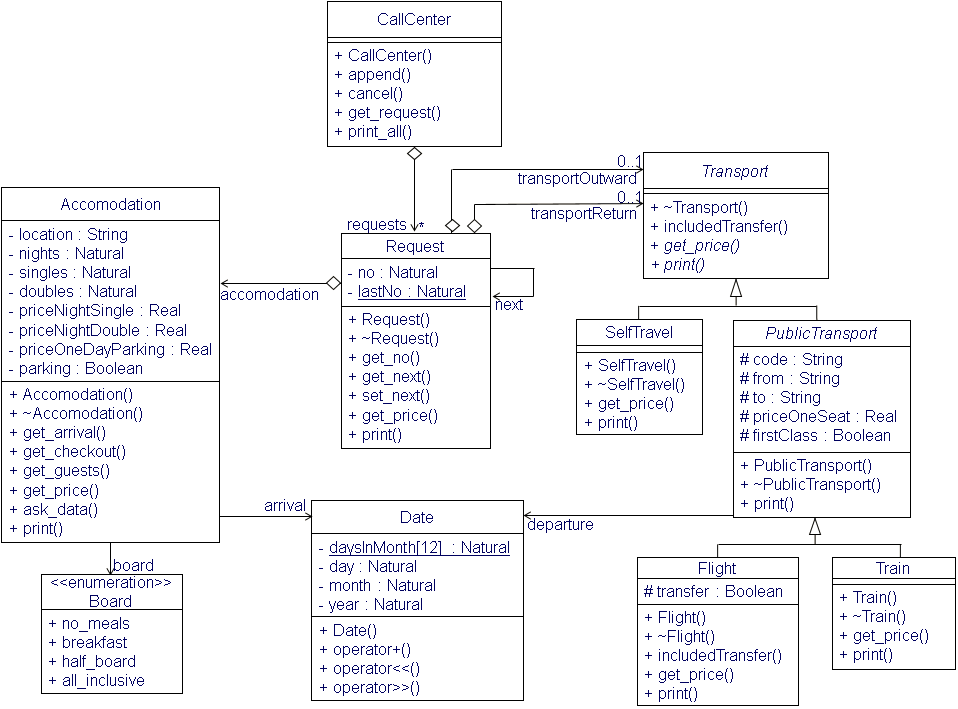 CallCenter
+ CallCenter()
+ append()
+ cancel()
+ get_request()
+ print_all()
requests
*
0..1
transportOutward
0..1
transportReturn
Transport
+ ~Transport()
+ includedTransfer()
+ get_price()
+ print()
Accomodation
- location : String
- nights : Natural
- singles : Natural
- doubles : Natural
- priceNightSingle : Real
- priceNightDouble : Real
- priceOneDayParking : Real
- parking : Boolean
+ Accomodation()
+ ~Accomodation()
+ get_arrival()
+ get_checkout()
+ get_guests()
+ get_price()
+ ask_data()
+ print()
accomodation
Request
- no : Natural
- lastNo : Natural
+ Request()
+ ~Request()
+ get_no()
+ get_next()
+ set_next()
+ get_price()
+ print()
next
SelfTravel
+ SelfTravel()
+ ~SelfTravel()
+ get_price()
+ print()
PublicTransport
# code : String
# from : String
# to : String
# priceOneSeat : Real
# firstClass : Boolean
+ PublicTransport()
+ ~PublicTransport()
+ print()
arrival
departure
Date
- daysInMonth[12] : Natural
- day : Natural
- month : Natural
- year : Natural
+ Date()
+ operator+()
+ operator<<()
+ operator>>()
board
<<enumeration>>
Board
+ no_meals
+ breakfast
+ half_board
+ all_inclusive
Flight
# transfer : Boolean
+ Flight()
+ ~Flight()
+ includedTransfer()
+ get_price()
+ print()
Train
+ Train()
+ ~Train()
+ get_price()
+ print()